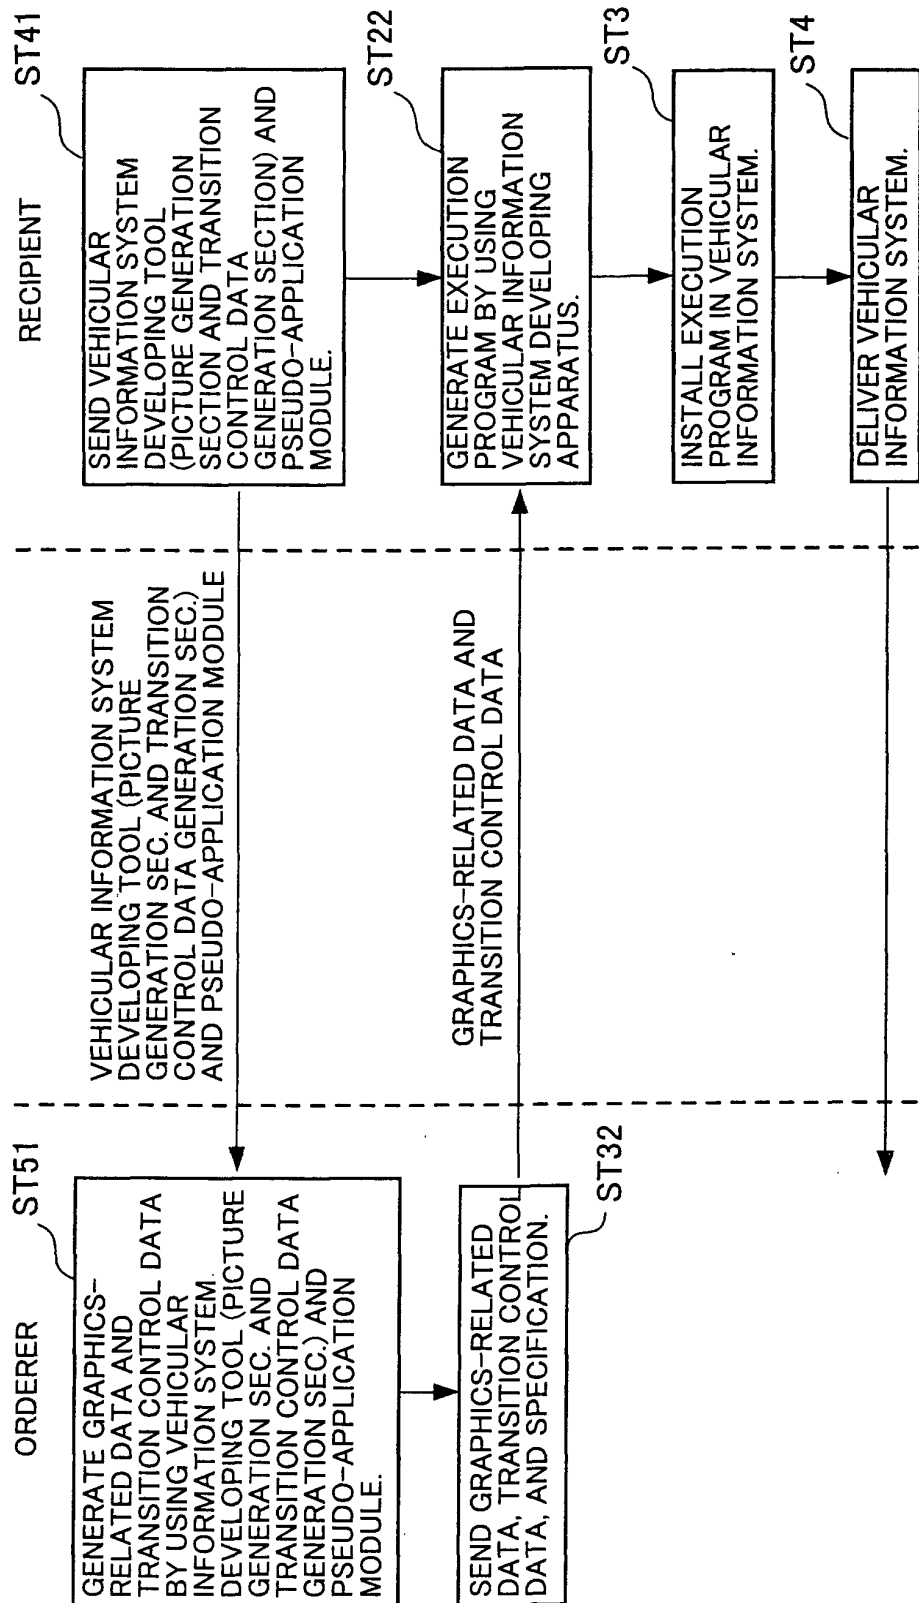 ORDERER
ST51
GENERATE GRAPHICS-
RELATED DATA AND
TRANSITION CONTROL DATA
BY USING VEHICULAR
INFORMATION SYSTEM.
DEVELOPING TOOL (PICTURE
GENERATION SEC. AND
TRANSITION CONTROL DATA
GENERATION SEC.) AND
PSEUDO-APPLICATION
MODULE.
SEND GRAPHICS-RELATED
DATA, TRANSITION CONTROL
DATA, AND SPECIFICATION.
ST32
VEHICULAR INFORMATION SYSTEM
DEVELOPING TOOL (PICTURE
GENERATION SEC. AND TRANSITION
CONTROL DATA GENERATION SEC.)
AND PSEUDO-APPLICATION MODULE
GRAPHICS-RELATED DATA AND
TRANSITION CONTROL DATA
RECIPIENT
ST41
SEND VEHICULAR
INFORMATION SYSTEM
DEVELOPING TOOL
(PICTURE GENERATION
SECTION AND TRANSITION
CONTROL DATA
GENERATION SECTION) AND
PSEUDO-APPLICATION
MODULE.
ST22
GENERATE EXECUTION
PROGRAM BY USING
VEHICULAR INFORMATION
SYSTEM DEVELOPING
APPARATUS.
ST3
INSTALL EXECUTION
PROGRAM IN VEHICULAR
INFORMATION SYSTEM.
ST4
DELIVER VEHICULAR
INFORMATION SYSTEM.